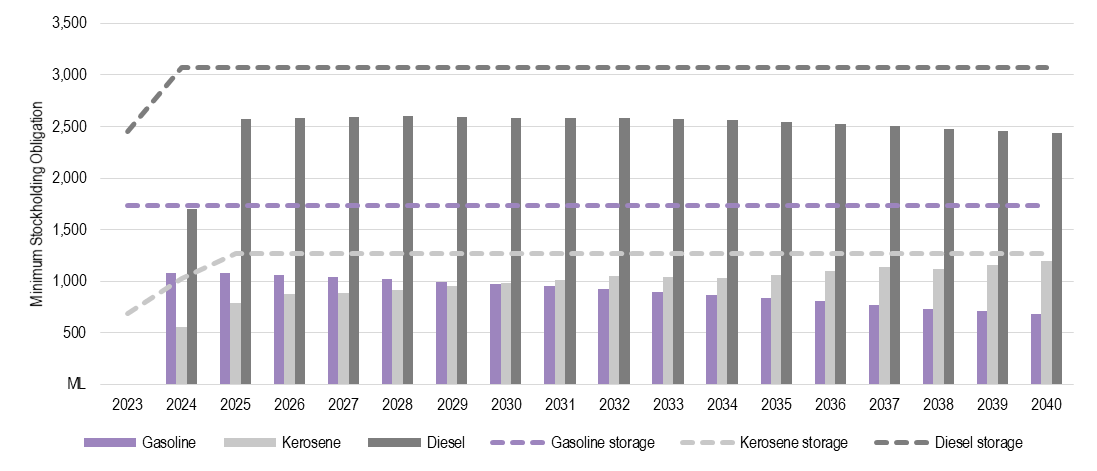 Minimum Stockholding Obligation
3,500
3,000
2,500
2,000
1,500
1,000
500
ML
2023 2024 2025 2026 2027 2028 2029 2030 2031 2032 2033 2034 2035 2036 2037 2038 2039 2040
Gasoline Kerosene Diesel Gasoline storage Kerosene storage Diesel storage